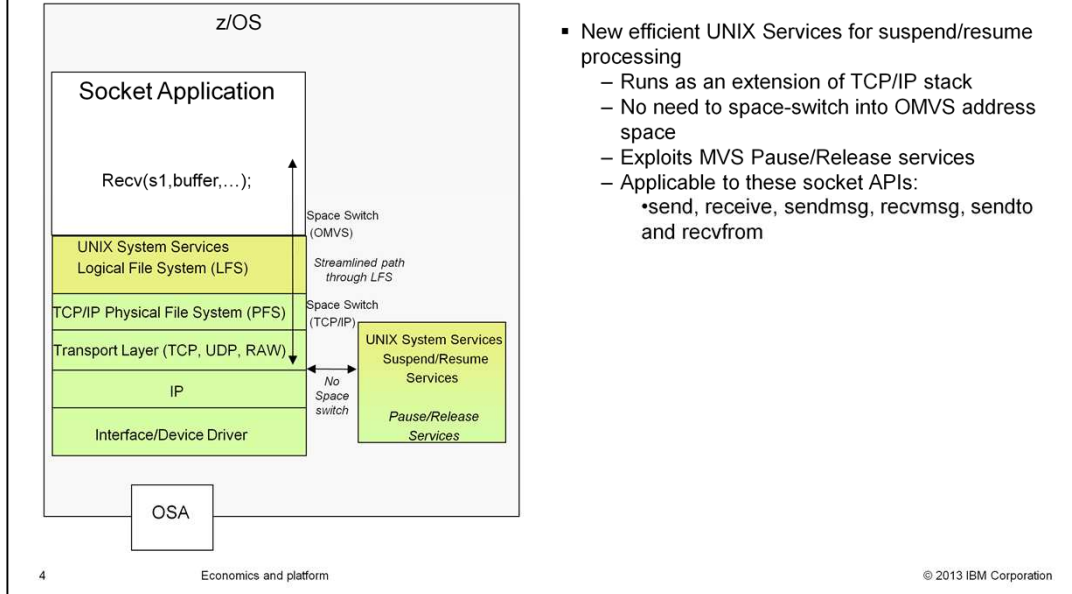 z/OS
Socket Application
Recv(s1,buffer,…);
Space Switch
(OMVS)
UNIX System Services
Logical File System (LFS)
Streamlined path
through LFS
TCP/IP Physical File System (PFS)
Space Switch
(TCP/IP)
Transport Layer (TCP, UDP, RAW)
IP
Interface/Device Driver
No
Space
switch
UNIX System Services
Suspend/Resume
Services
Pause/Release
Services
OSA
▪ New efficient UNIX Services for suspend/resume
processing
– Runs as an extension of TCP/IP stack
– No need to space-switch into OMVS address
space
– Exploits MVS Pause/Release services
– Applicable to these socket APIs:
•send, receive, sendmsg, recvmsg, sendto
and recvfrom
4
Economics and platform
© 2013 IBM Corporation